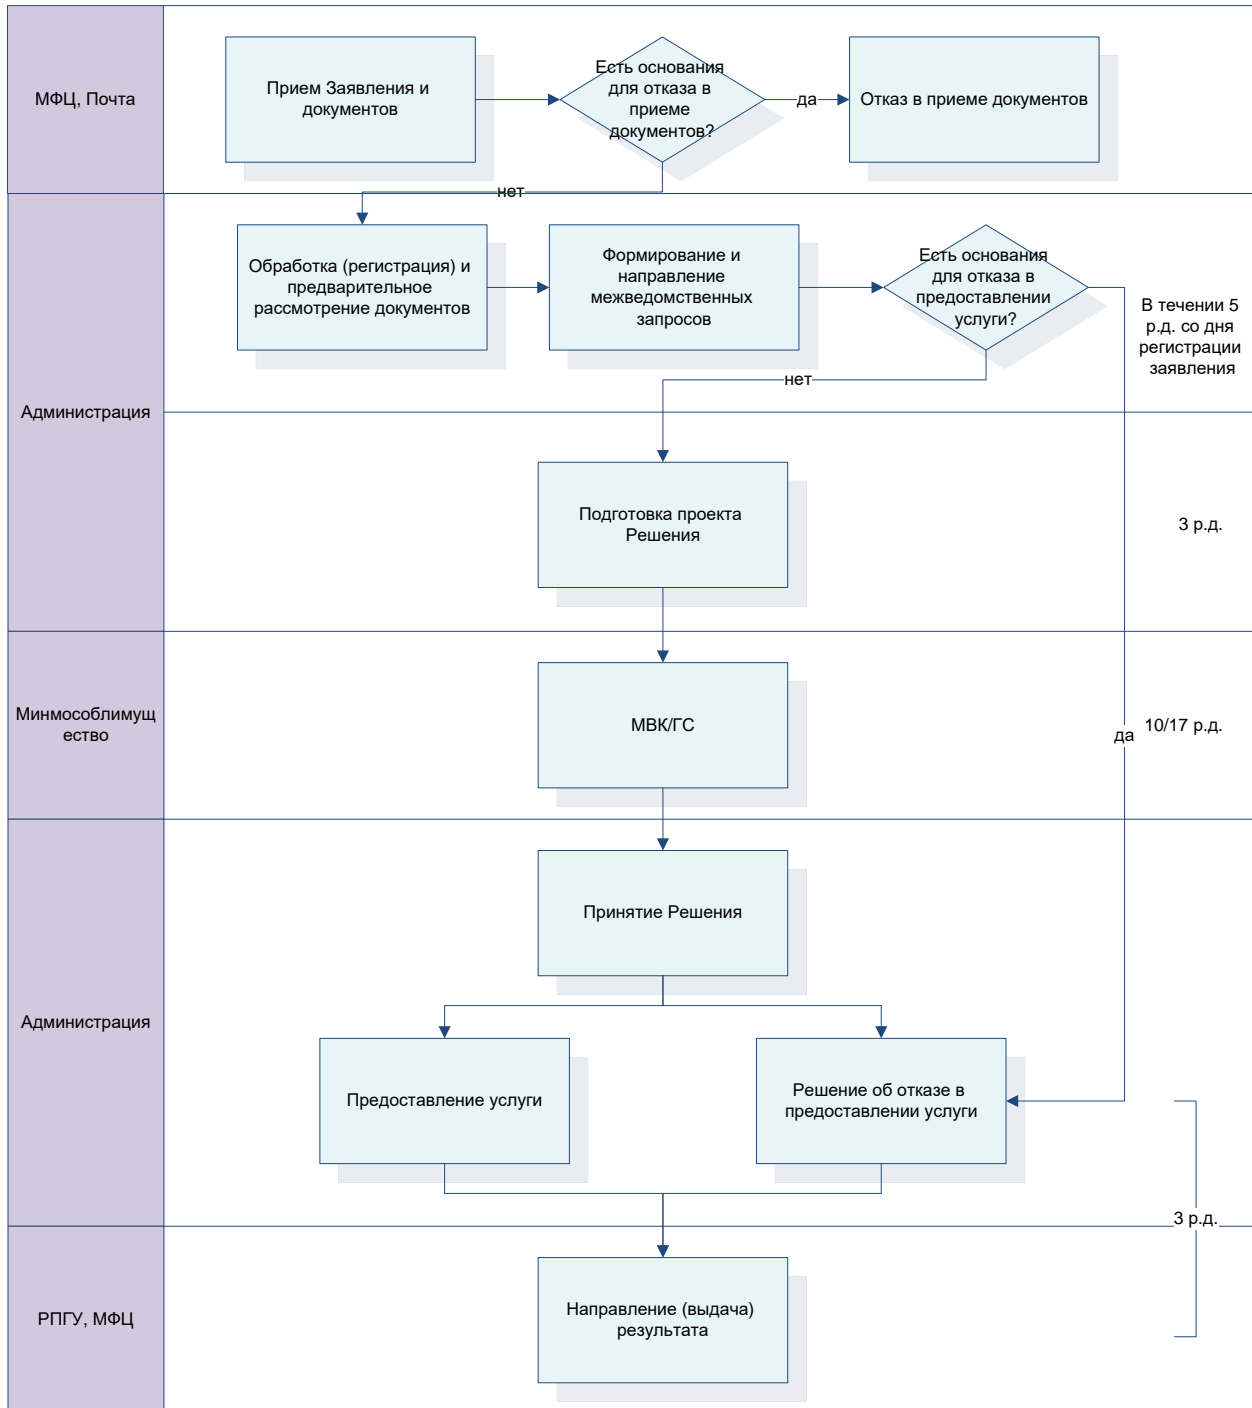 МФЦ, Почта
Прием Заявления и
документов
Есть основания
для отказа в
приеме
документов?
да
Отказ в приеме документов
нет
Администрация
Обработка (регистрация) и
предварительное
рассмотрение документов
Формирование и
направление
межведомственных
запросов
Есть основания
для отказа в
предоставлении
услуги?
В течении 5
р.д. со дня
регистрации
заявления
нет
Подготовка проекта
Решения
3 р.д.
Минмособлимущ
ество
МВК/ГС
да
10/17 р.д.
Администрация
Принятие Решения
Предоставление услуги
Решение об отказе в
предоставлении услуги
3 р.д.
РПГУ, МФЦ
Направление (выдача)
результата